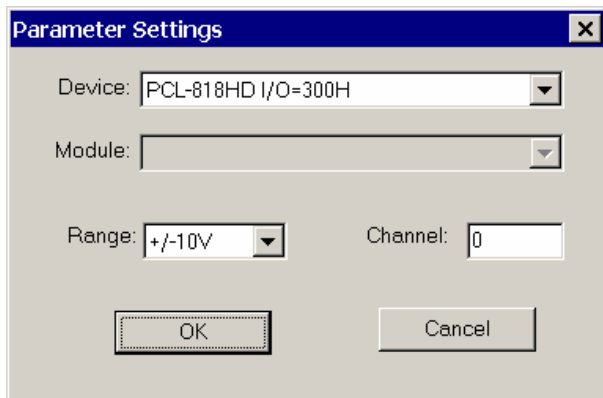 Parameter Settings
Device: PCL-818HD I/O=300H
Module:
Range: +/-10V Channel: 0
OK Cancel